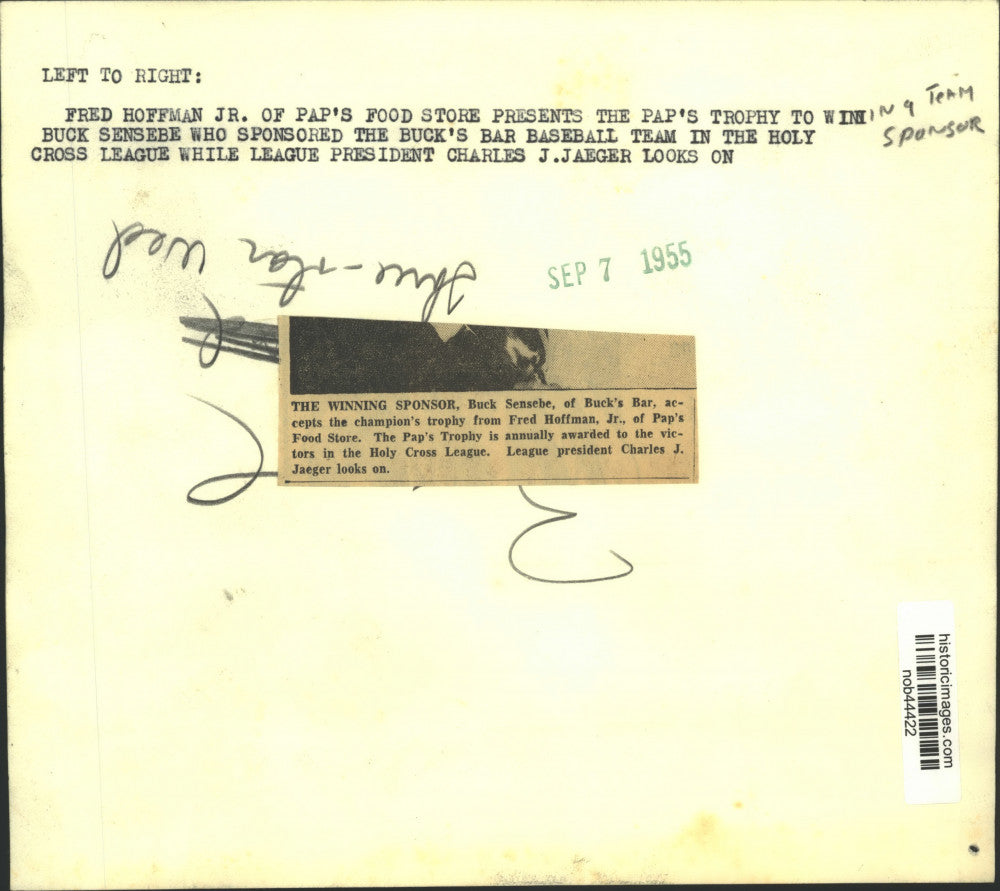 LEFT TO RIGHT:
FRED HOFFMAN JR. OF PAP'S FOOD STORE PRESENTS THE PAP'S TROPHY TO WINNING TEAM
SPONSOR
BUCK SENSEBE WHO SPONSORED THE BUCK'S BAR BASEBALL TEAM IN THE HOLY
CROSS LEAGUE WHILE LEAGUE PRESIDENT CHARLES J.JAEGER LOOKS ON
three-star Wed
SEP 7 1955
THE WINNING SPONSOR, Buck Sensebe, of Buck's Bar, ac-
cepts the champion's trophy from Fred Hoffman, Jr., of Pap's
Food Store. The Pap's Trophy is annually awarded to the vic-
tors in the Holy Cross League. League president Charles J.
Jaeger looks on.
historicimages.com
nob44422